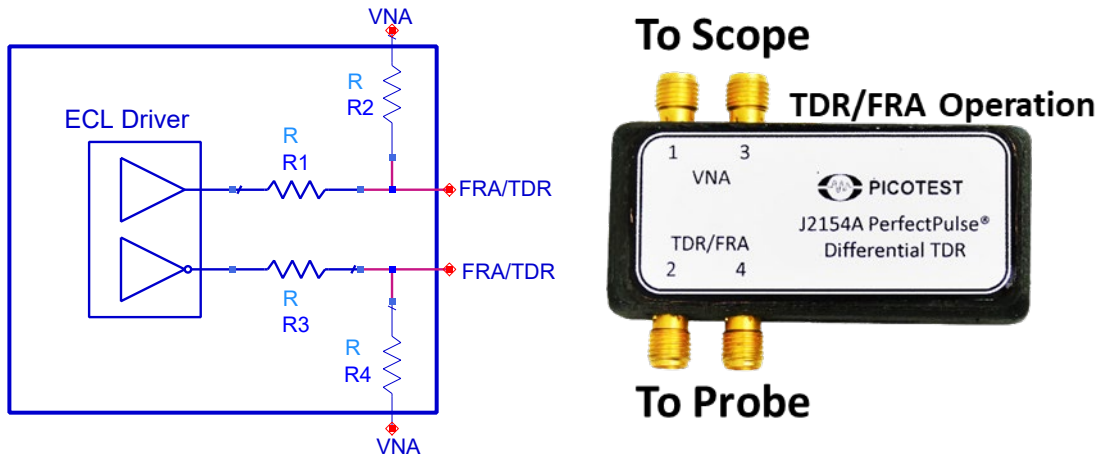 VNA
R
R2
ECL Driver
R
R1
FRA/TDR
FRA/TDR
R
R3
R
R4
VNA
To Scope
TDR/FRA Operation
1 3
VNA
PICOTEST
J2154A PerfectPulse®
Differential TDR
TDR/FRA
2 4
To Probe